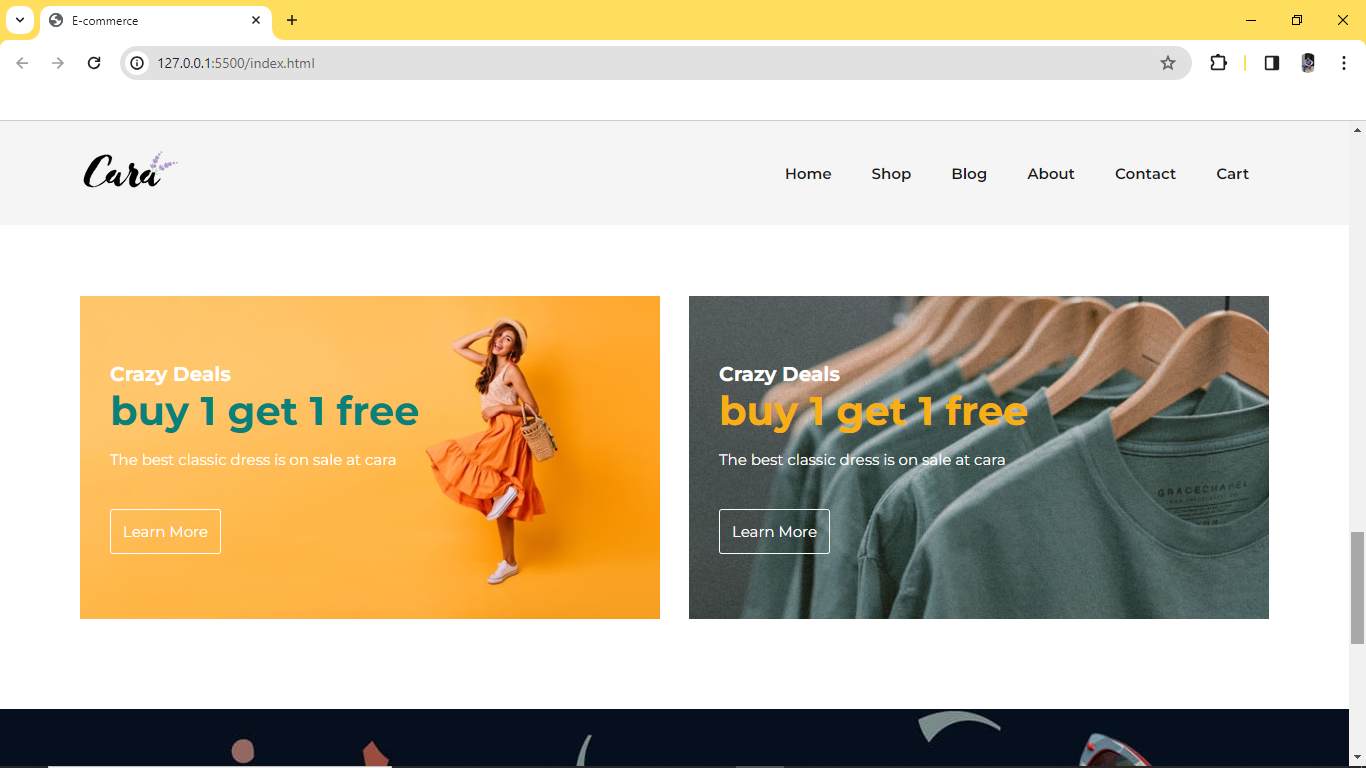 E-commerce
127.0.0.1:5500/index.html
Cara
Home Shop Blog About Contact Cart
Crazy Deals
buy 1 get 1 free
The best classic dress is on sale at cara
Learn More
Crazy Deals
buy 1 get 1 free
The best classic dress is on sale at cara
Learn More
GRACECHAPEL